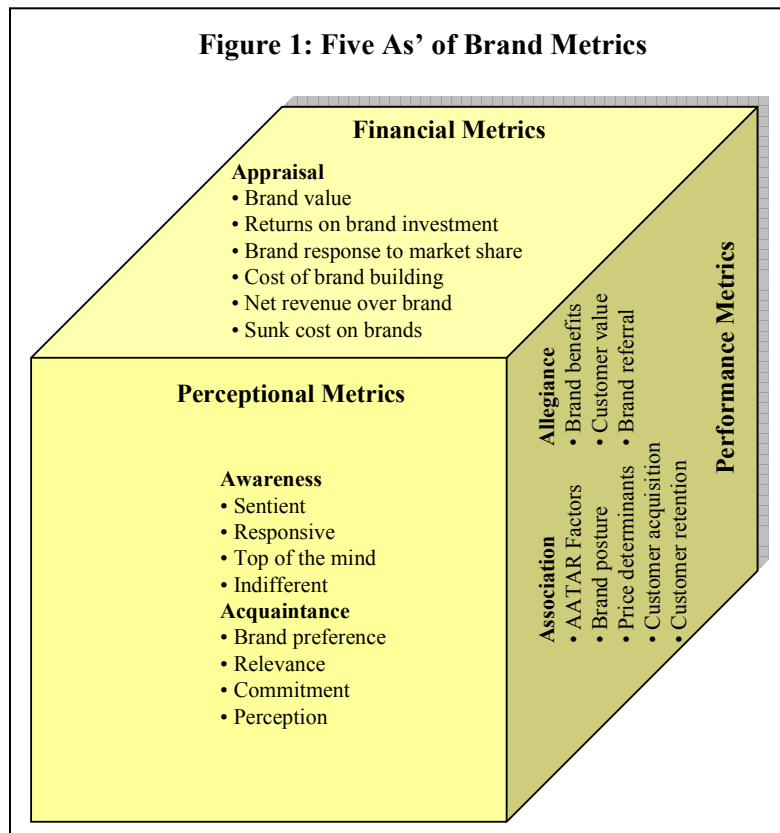 Figure 1: Five As’ of Brand Metrics
Financial Metrics
Appraisal
• Brand value
• Returns on brand investment
• Brand response to market share
• Cost of brand building
• Net revenue over brand
• Sunk cost on brands
Perceptional Metrics
Awareness
• Sentient
• Responsive
• Top of the mind
• Indifferent
Acquaintance
• Brand preference
• Relevance
• Commitment
• Perception
Performance Metrics
Allegiance
• Brand benefits
• Customer value
• Brand referral
Association
• AATAR Factors
• Brand posture
• Price determinants
• Customer acquisition
• Customer retention